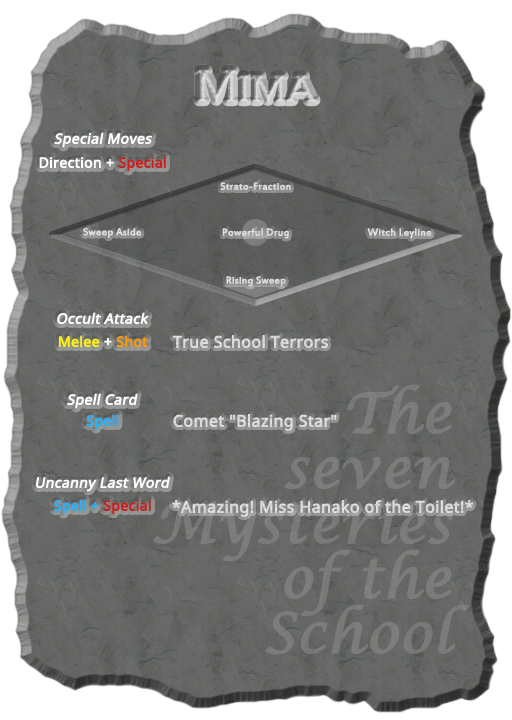 Mima
Special Moves
Direction + Special
Strato-Fraction
Sweep Aside Powerful Drug Witch Leyline
Rising Sweep
Occult Attack
Melee + Shot True School Terrors
Spell Card
Spell Comet "Blazing Star"
Uncanny Last Word
Spell + Special *Amazing! Miss Hanako of the Toilet!*
The
seven
Mysteries
of the
School